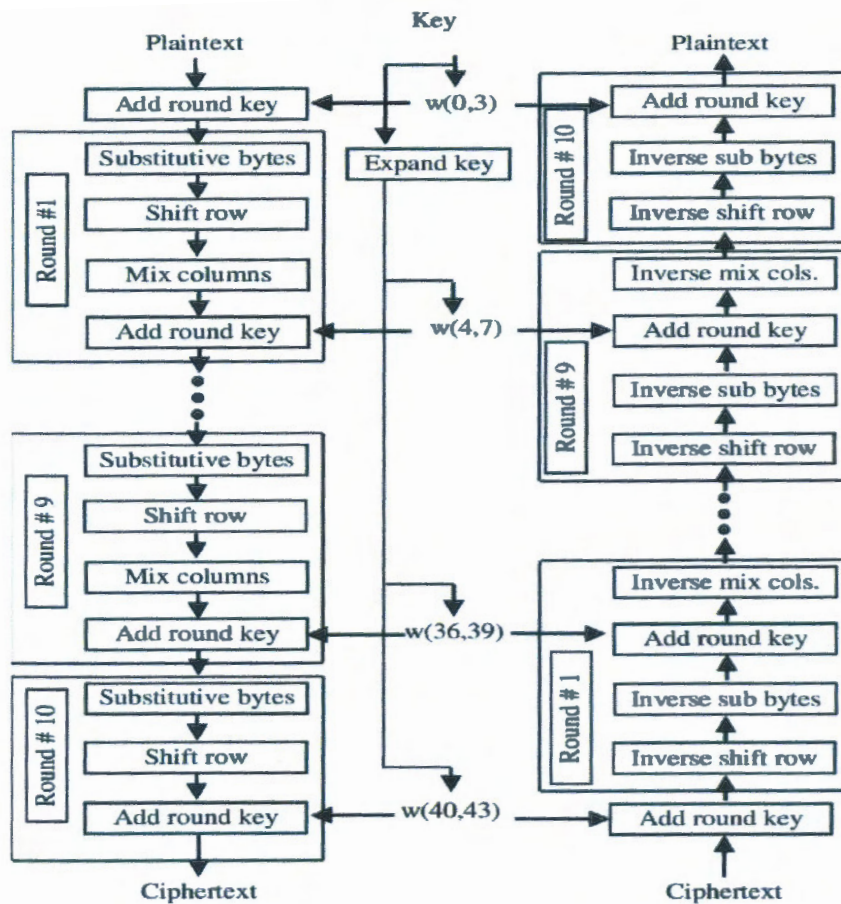 Key
Plaintext
Add round key
Round #1
Substitutive bytes
Shift row
Mix columns
Add round key
Round # 9
Substitutive bytes
Shift row
Mix columns
Add round key
Round # 10
Substitutive bytes
Shift row
Add round key
Ciphertext
w(0,3)
Expand key
w(4,7)
w(36,39)
w(40,43)
Plaintext
Round # 10
Add round key
Inverse sub bytes
Inverse shift row
Round # 9
Inverse mix cols.
Add round key
Inverse sub bytes
Inverse shift row
Round # 1
Inverse mix cols.
Add round key
Inverse sub bytes
Inverse shift row
Add round key
Ciphertext